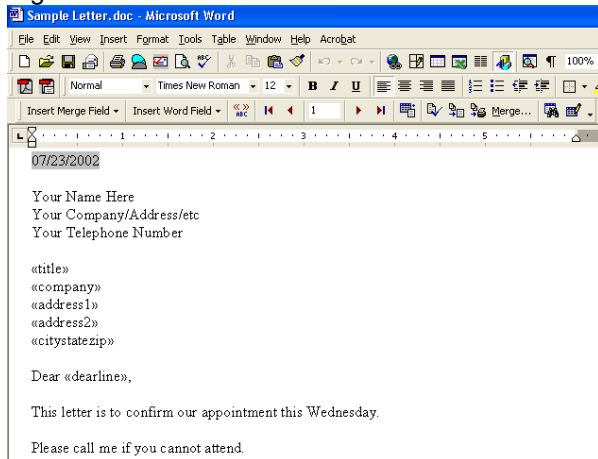 Sample Letter.doc - Microsoft Word
File Edit View Insert Format Tools Table Window Help Acrobat
100%
Normal Times New Roman 12 B I U
Insert Merge Field Insert Word Field «» ABC 1 Merge...
L 1 2 3 4 5
07/23/2002
Your Name Here
Your Company/Address/etc
Your Telephone Number
«title»
«company»
«address1»
«address2»
«citystatezip»
Dear «dearline»,
This letter is to confirm our appointment this Wednesday.
Please call me if you cannot attend.